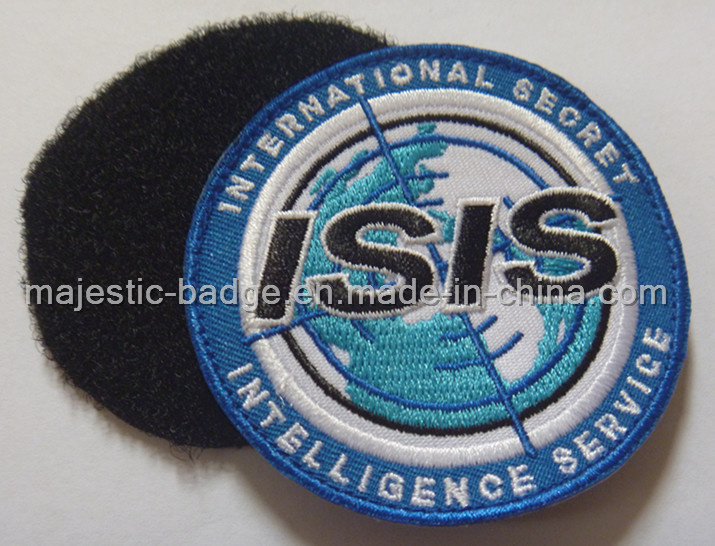 INTERNATIONAL SECRET
ISIS
majestic-badge.en.made-in-china.com
INTELLIGENCE SERVICE